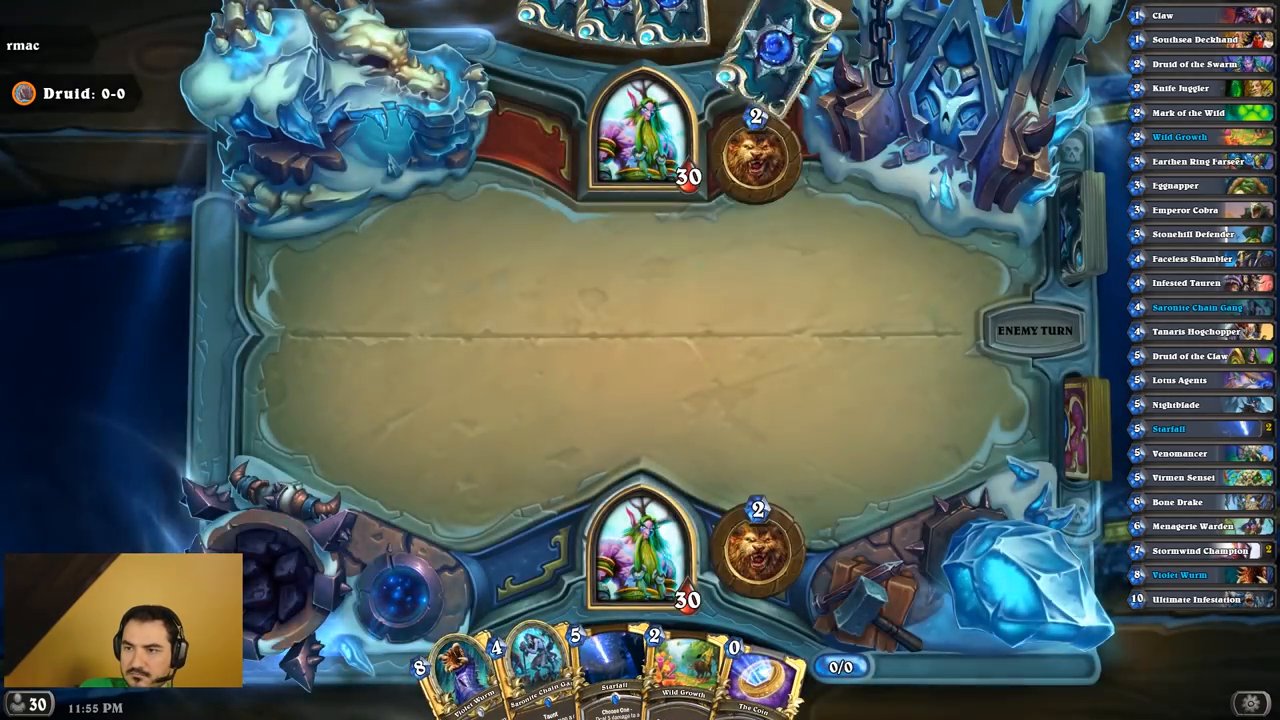 rmac
Druid: 0-0
2
30
ENEMY TURN
2
30
0/0
8
Violet Wurm
4
Saronite Chain Ga
Taunt
5
Starfall
Choose One -
2
Wild Growth
0
The Coin
30
11:55 PM
1 Claw
1 Southsea Deckhand
2 Druid of the Swarm
2 Knife Juggler
2 Mark of the Wild
2 Wild Growth
3 Earthen Ring Farseer
3 Eggnapper
3 Emperor Cobra
3 Stonehill Defender
4 Faceless Shambler
4 Infested Tauren
4 Saronite Chain Gang
4 Tanaris Hogchopper
5 Druid of the Claw
5 Lotus Agents
5 Nightblade
5 Starfall 2
5 Venomancer
5 Virmen Sensei
6 Bone Drake
6 Menagerie Warden
7 Stormwind Champion 2
8 Violet Wurm
10 Ultimate Infestation